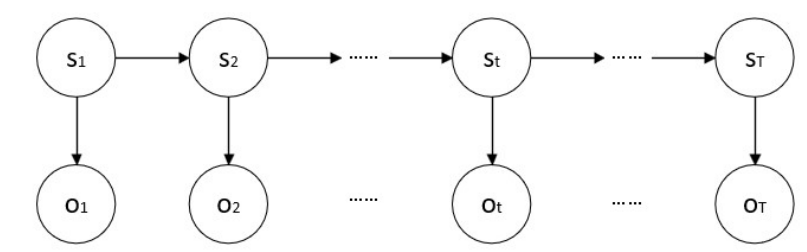 S1 S2 ...... St ...... ST
O1 O2 ...... Ot ...... OT